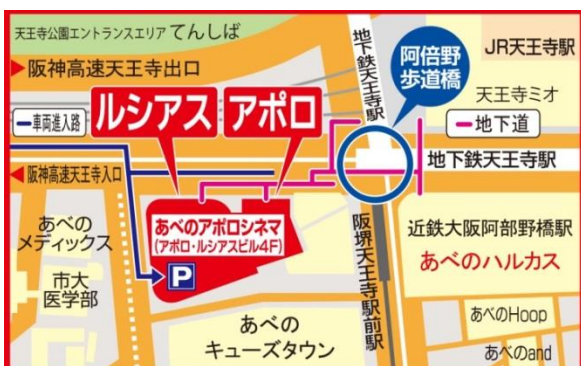 天王寺公園エントランスエリア てんしば
▶阪神高速天王寺出口
車両進入路
ルシアス
アポロ
地下鉄天王寺駅
阿倍野
歩道橋
JR天王寺駅
天王寺ミオ
地下道
地下鉄天王寺駅
◀阪神高速天王寺入口
あべの
メディックス
市大
医学部
あべのアポロシネマ
(アポロ・ルシアスビル4F)
P
あべの
キューズタウン
阪堺天王寺駅前駅
近鉄大阪阿部野橋駅
あべのハルカス
あべのHoop
あべのand